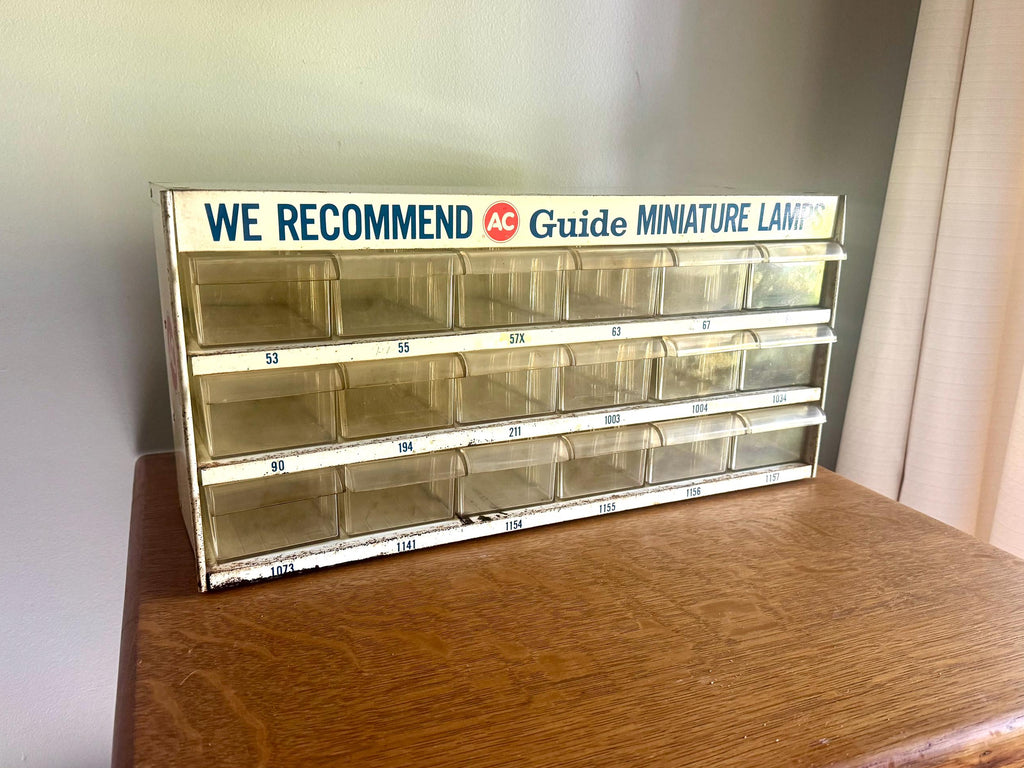 WE RECOMMEND AC Guide MINIATURE LAMPS
53 55 57X 63 67
90 194 211 1003 1004 1034
1073 1141 1154 1155 1156 1157